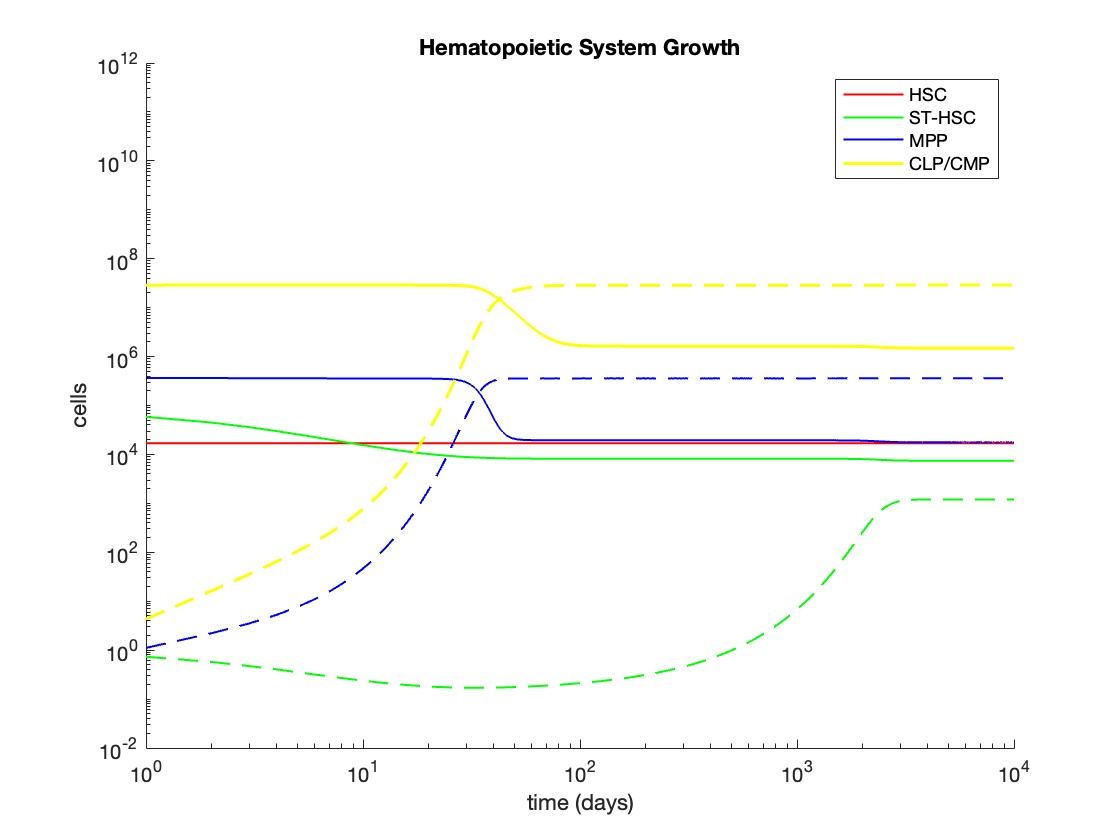 Hematopoietic System Growth
10^12
10^10
10^8
10^6
10^4
10^2
10^0
10^-2
cells
HSC
ST-HSC
MPP
CLP/CMP
10^0 10^1 10^2 10^3 10^4
time (days)